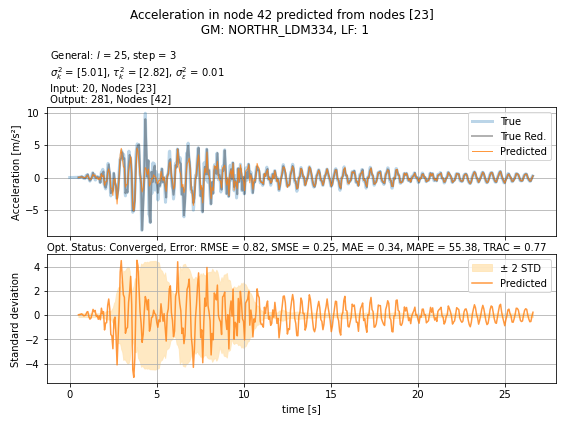 Acceleration in node 42 predicted from nodes [23]
GM: NORTHR_LDM334, LF: 1
General: l = 25, step = 3
σ²ₖ = [5.01], τ²ₖ = [2.82], σ²ε = 0.01
Input: 20, Nodes [23]
Output: 281, Nodes [42]
Acceleration [m/s²]
10
5
0
−5
True
True Red.
Predicted
Opt. Status: Converged, Error: RMSE = 0.82, SMSE = 0.25, MAE = 0.34, MAPE = 55.38, TRAC = 0.77
Standard deviation
4
2
0
−2
−4
± 2 STD
Predicted
0
5
10
15
20
25
time [s]